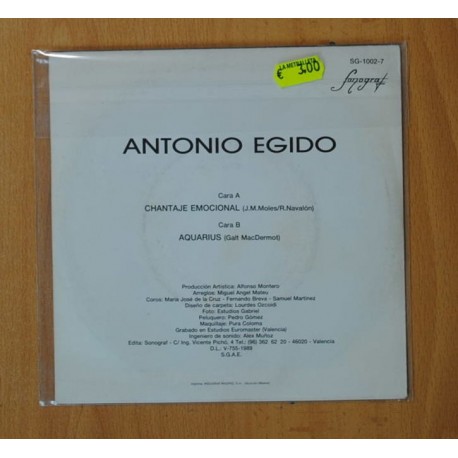 LA METRALLETA
€ 3.00
SG-1002-7
Sonograf
ANTONIO EGIDO
Cara A
CHANTAJE EMOCIONAL (J.M.Moles/R.Navalón)
Cara B
AQUARIUS (Galt MacDermot)
Producción Artística: Alfonso Montaro
Arreglos: Miguel Angel Mateu
Coros: María José de la Cruz - Fernando Breva - Samuel Martínez
Diseño de carpeta: Lourdes
Foto: Estudios Gabriel
Peluquero: Pedro Gómez
Maquillaje: Pura Coloma
Grabado en Estudios Euromaster (Valencia)
Ingeniero de sonido: Alex Muñoz
Edita: Sonograf - C/ Ing. Vicente Pichó, 4 Tel.: (96) 362 62 20 - 46020 - Valencia
D.L.: V-755-1989
S.G.A.E.